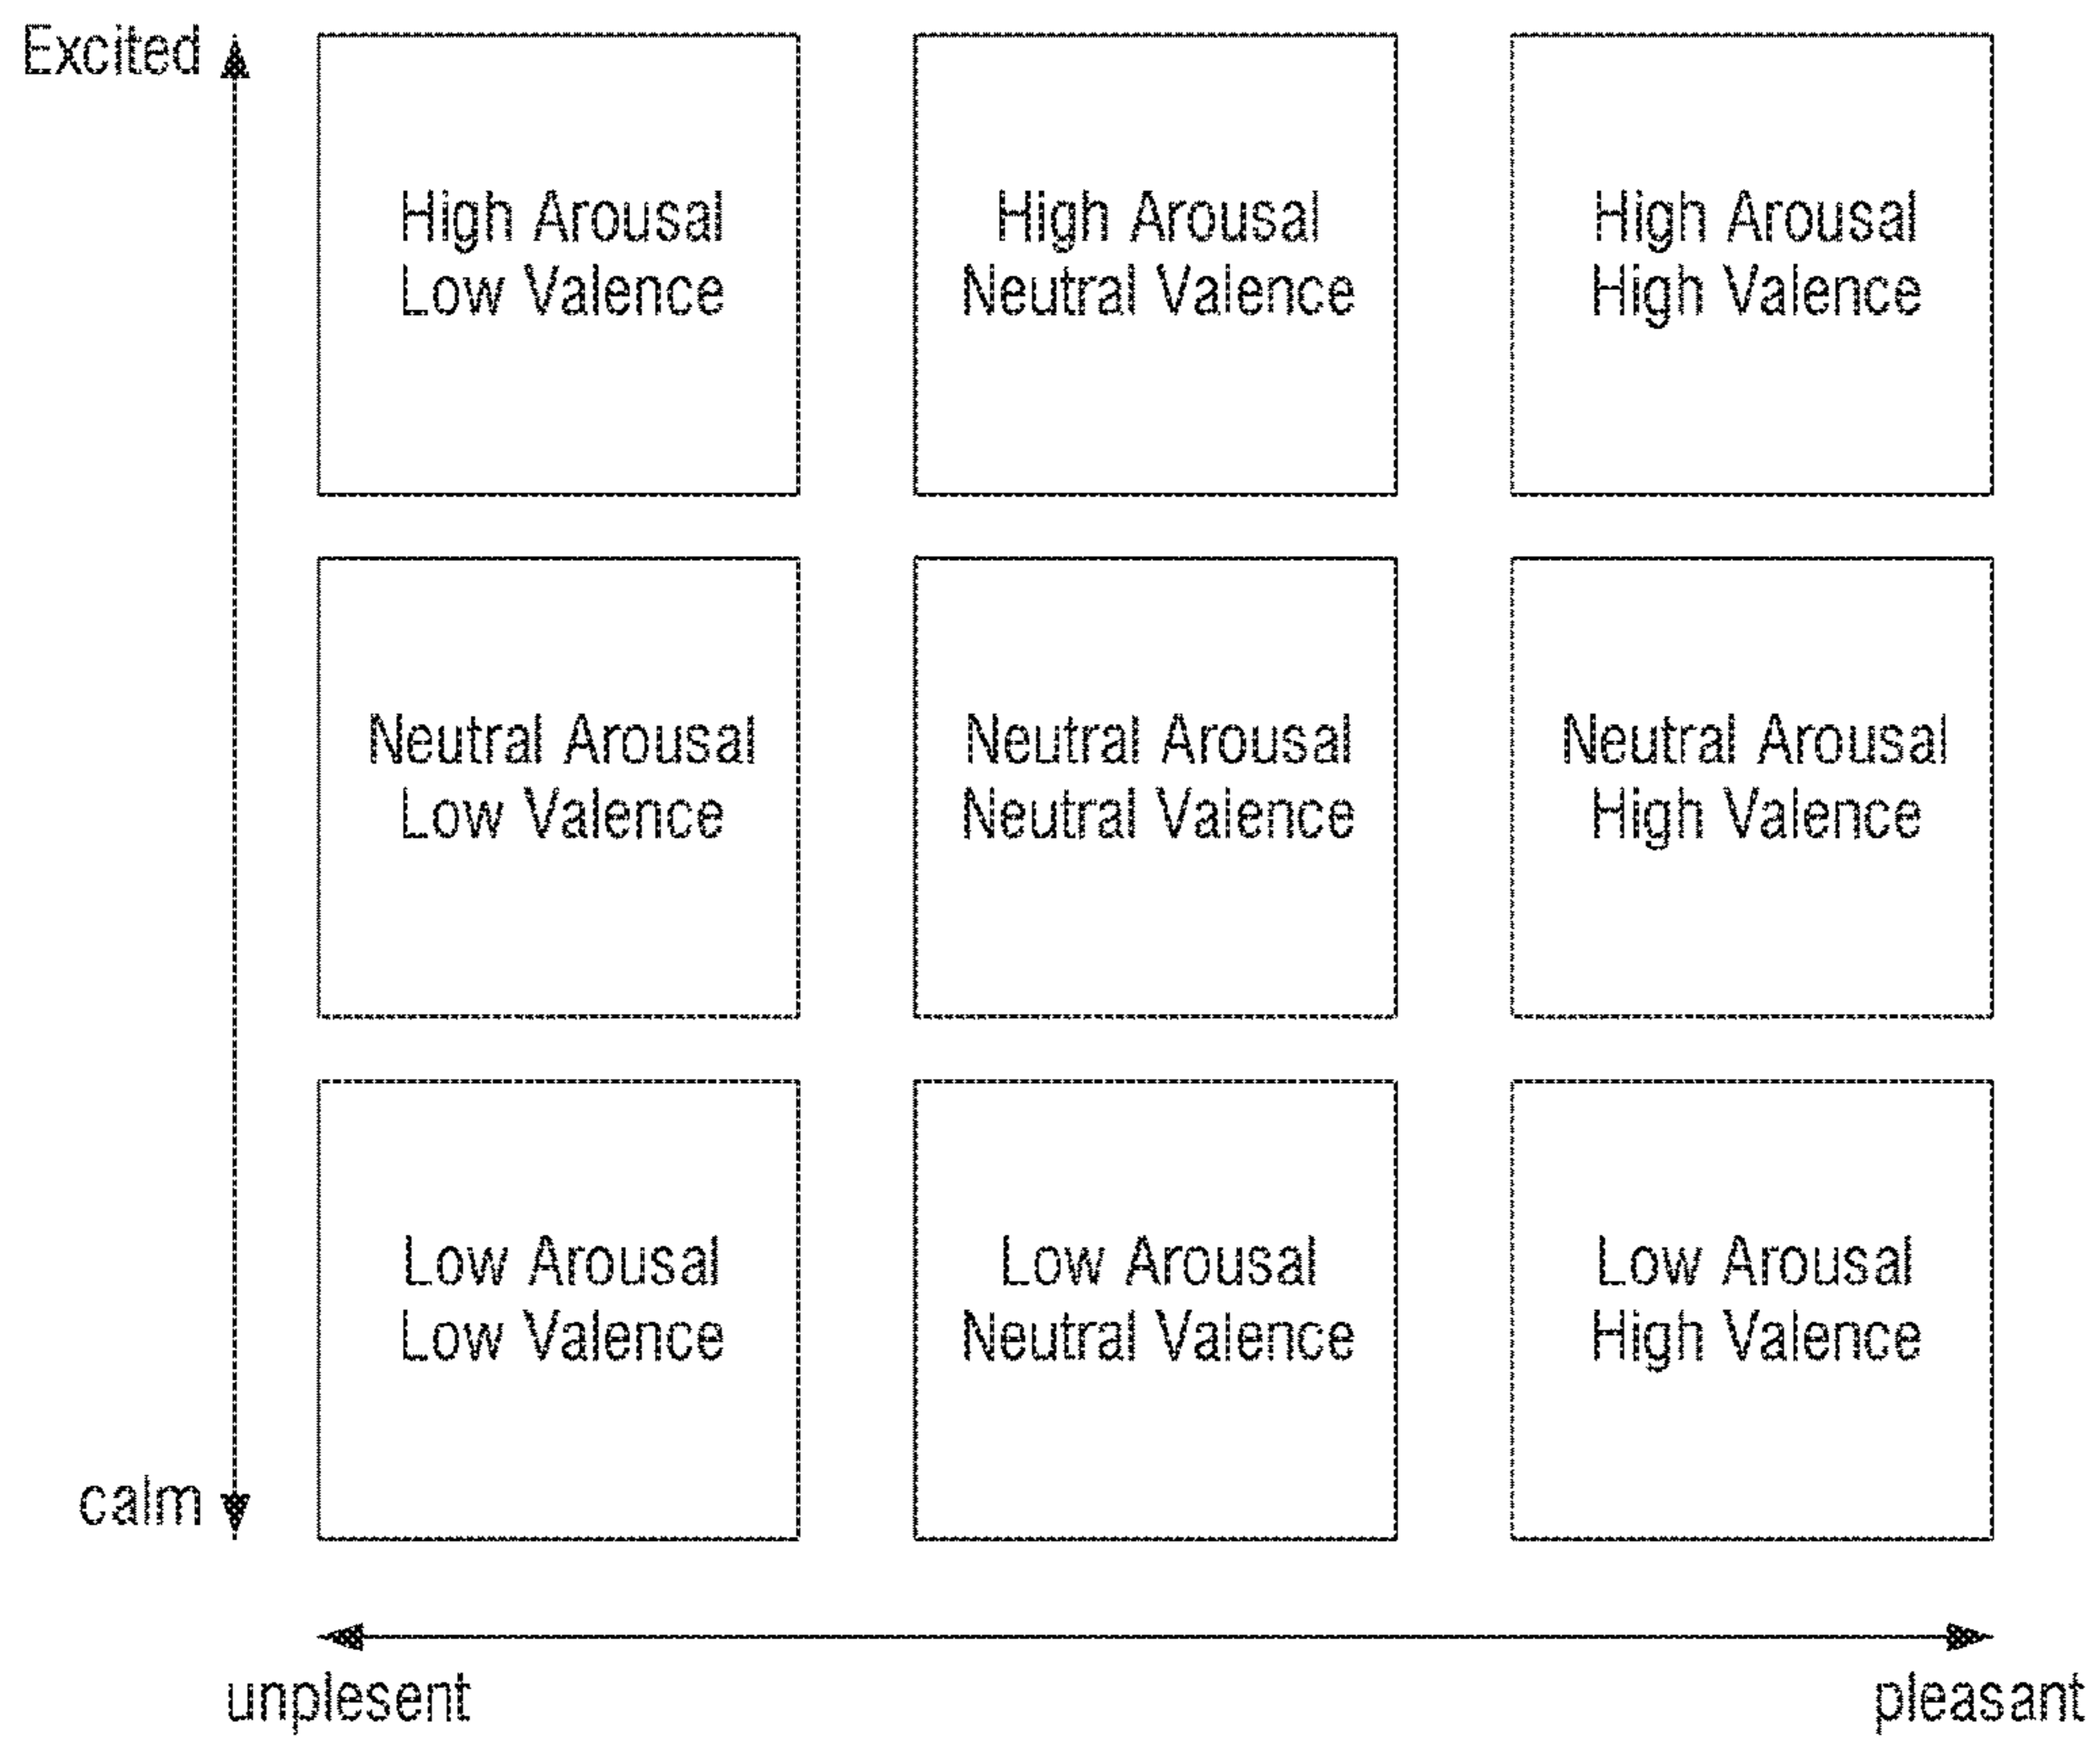 Excited
High Arousal
Low Valence
High Arousal
Neutral Valence
High Arousal
High Valence
Neutral Arousal
Low Valence
Neutral Arousal
Neutral Valence
Neutral Arousal
High Valence
Low Arousal
Low Valence
Low Arousal
Neutral Valence
Low Arousal
High Valence
calm
unplesent
pleasant